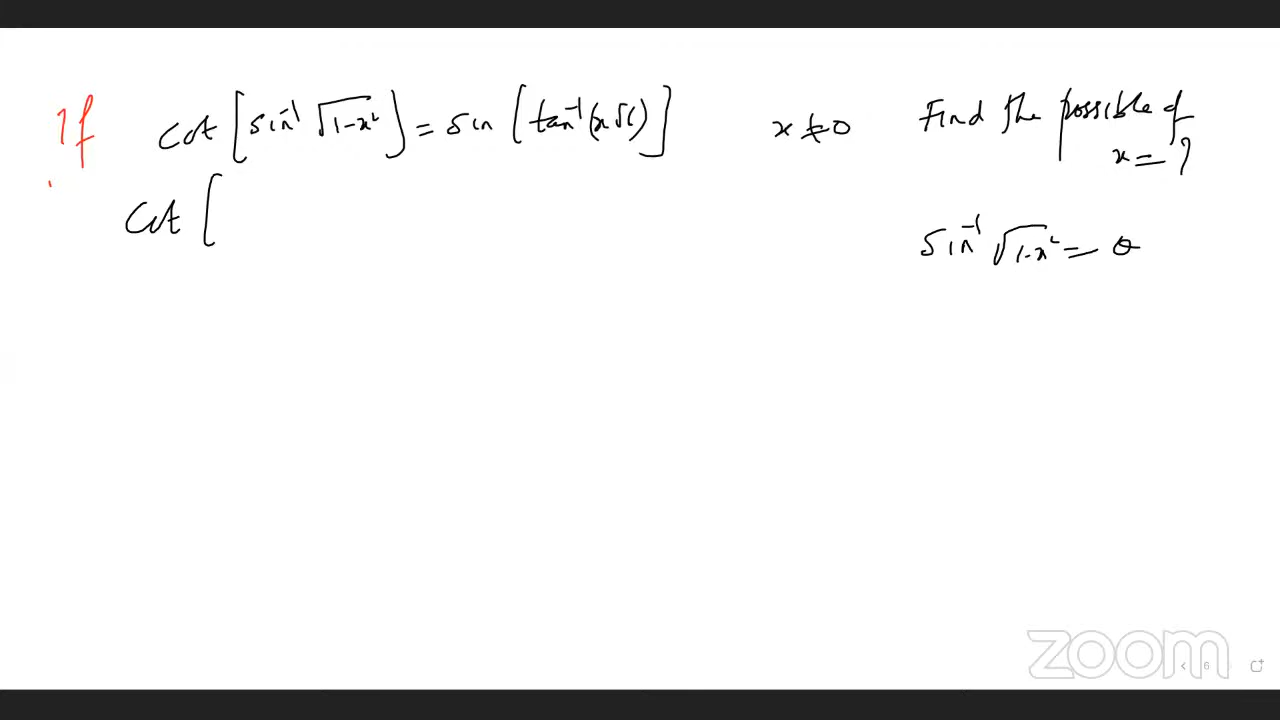 If cot [sin⁻¹ √1-x²] = sin [tan⁻¹ (x√6)] x ≠ 0 Find the possible of
x = ?
cot [
sin⁻¹ √1-x² = θ
zoom
6